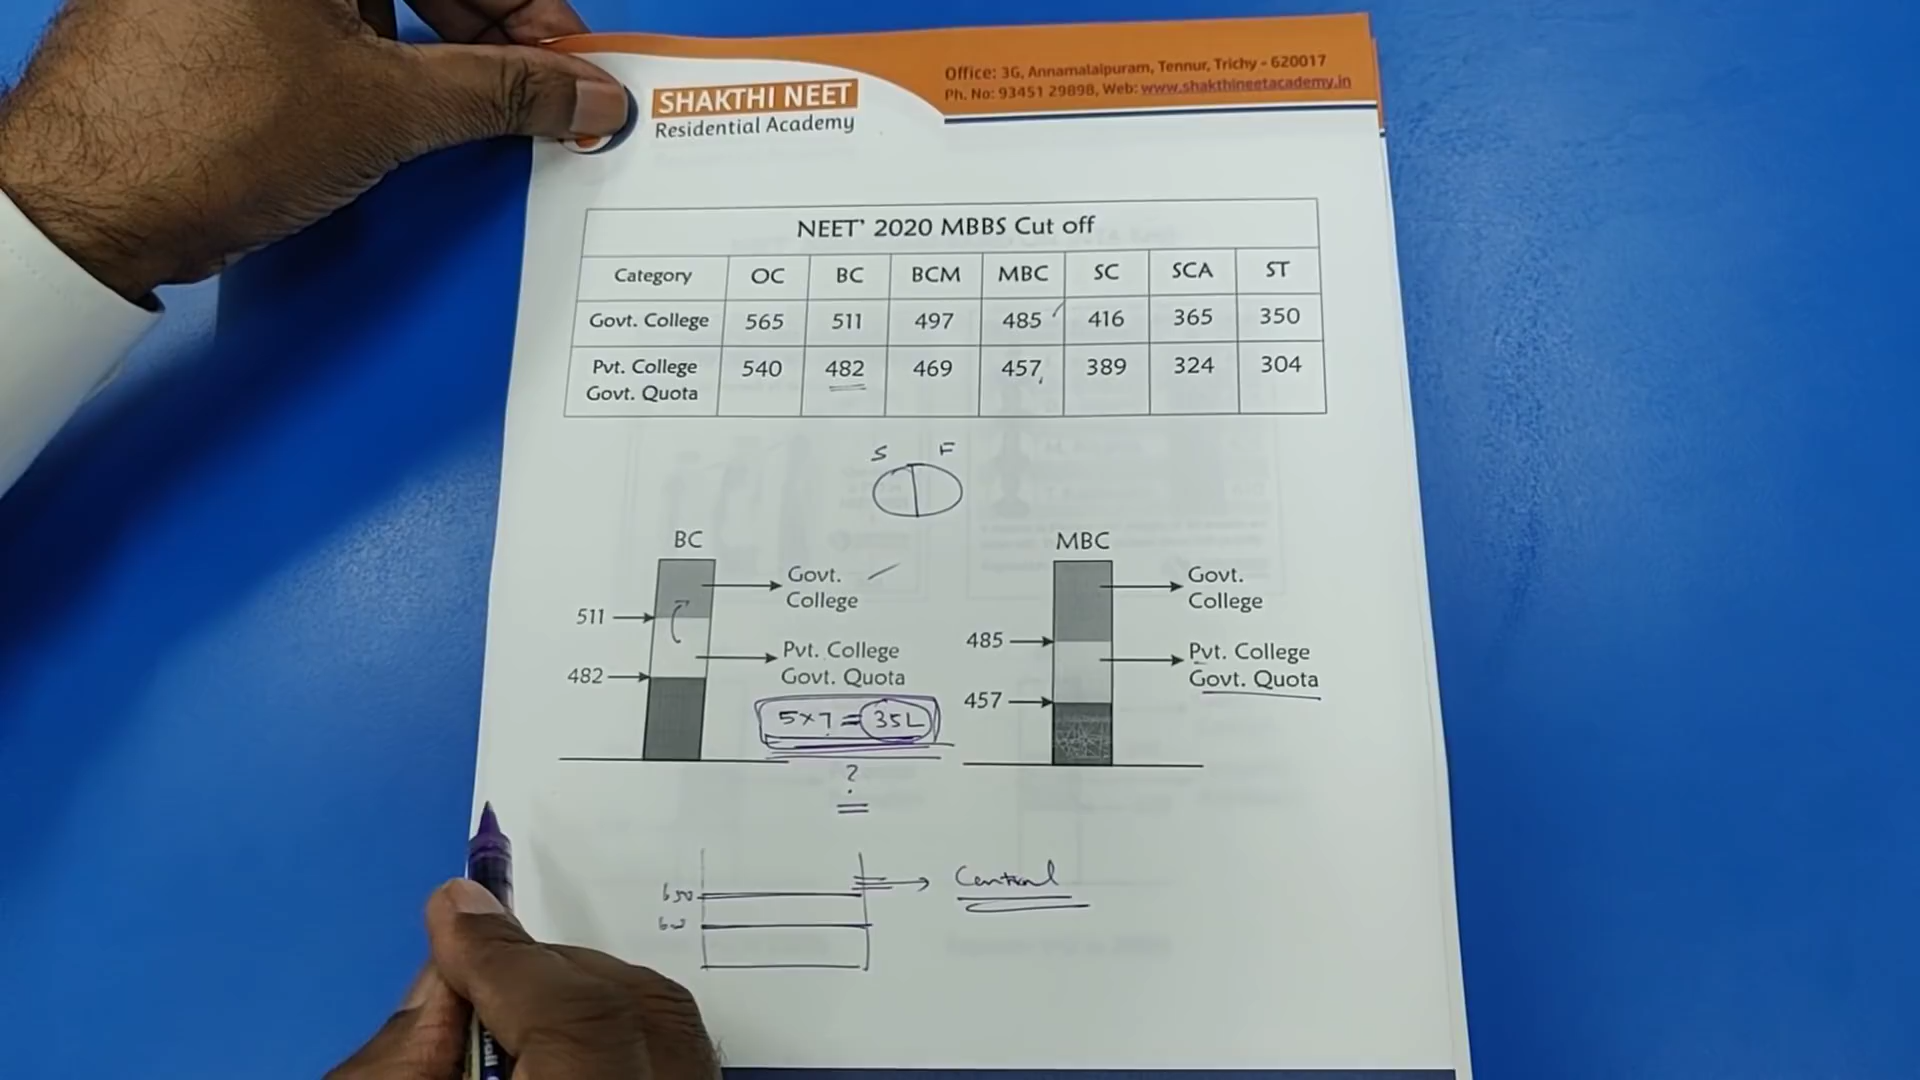 SHAKTHI NEET
Residential Academy
Office: 3G, Annamalaipuram, Tennur, Trichy - 620017
Ph. No: 93451 29898, Web: www.shakthineetacademy.in
NEET' 2020 MBBS Cut off
Category OC BC BCM MBC SC SCA ST
Govt. College 565 511 497 485 416 365 350
Pvt. College Govt. Quota 540 482 469 457 389 324 304
S F
BC
Govt.
College
511
Pvt. College
Govt. Quota
482
5x7=35L
?
MBC
Govt.
College
485
Pvt. College
Govt. Quota
457
650
Central